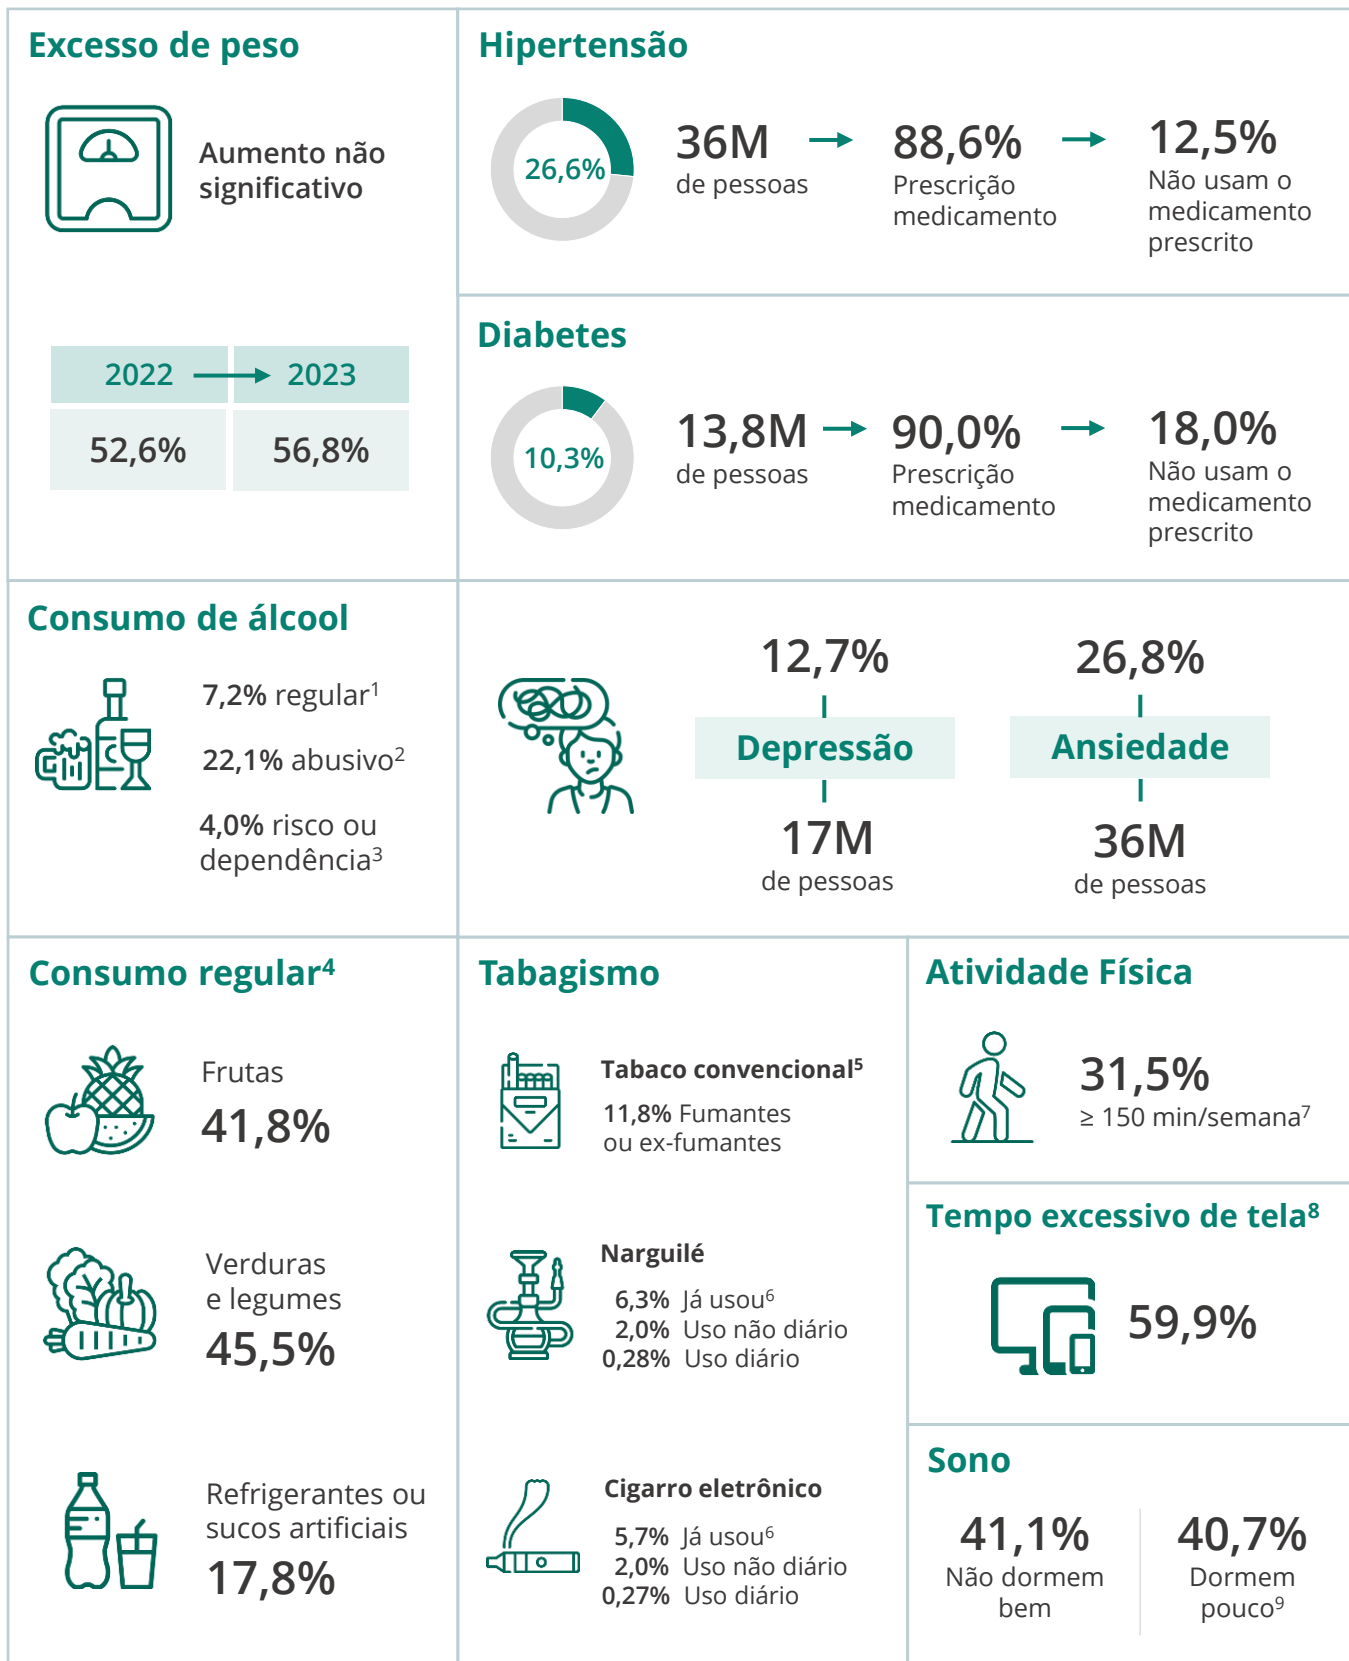 Excesso de peso
Aumento não
significativo
2022 → 2023
52,6% 56,8%
Hipertensão
26,6%
36M → 88,6% → 12,5%
de pessoas
Prescrição
medicamento
Não usam o
medicamento
prescrito
Diabetes
10,3%
13,8M → 90,0% → 18,0%
de pessoas
Prescrição
medicamento
Não usam o
medicamento
prescrito
Consumo de álcool
7,2% regular¹
22,1% abusivo²
4,0% risco ou
dependência³
12,7%
Depressão
17M
de pessoas
26,8%
Ansiedade
36M
de pessoas
Consumo regular⁴
Frutas
41,8%
Verduras
e legumes
45,5%
Refrigerantes ou
sucos artificiais
17,8%
Tabagismo
Tabaco convencional⁵
11,8% Fumantes
ou ex-fumantes
Narguilé
6,3% Já usou⁶
2,0% Uso não diário
0,28% Uso diário
Cigarro eletrônico
5,7% Já usou⁶
2,0% Uso não diário
0,27% Uso diário
Atividade Física
31,5%
≥ 150 min/semana⁷
Tempo excessivo de tela⁸
59,9%
Sono
41,1%
Não dormem
bem
40,7%
Dormem
pouco⁹